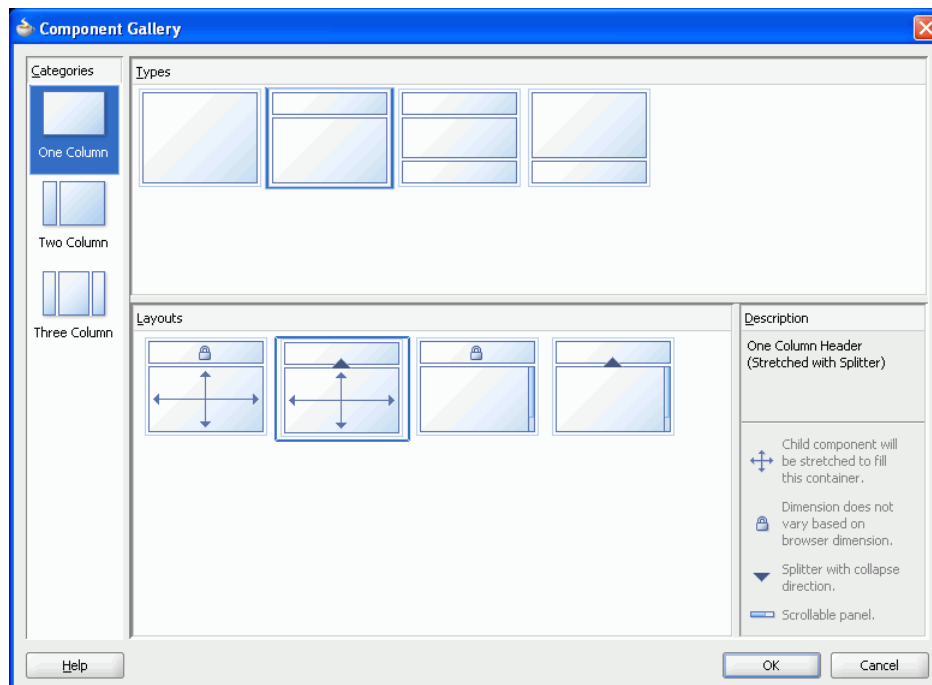 Component Gallery
Categories
One Column
Two Column
Three Column
Types
Layouts
Description
One Column Header
(Stretched with Splitter)
Child component will
be stretched to fill
this container.
Dimension does not
vary based on
browser dimension.
Splitter with collapse
direction.
Scrollable panel.
Help
OK
Cancel